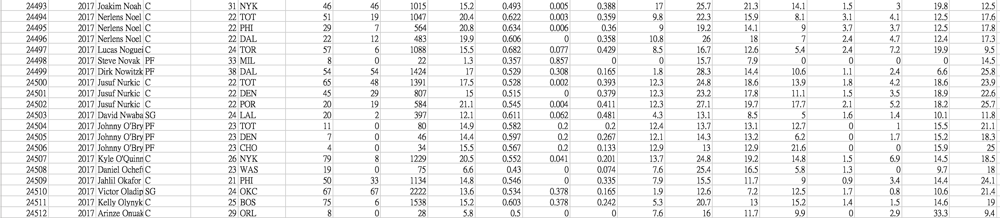 24493 2017 Joakim Noah C 31 NYK 46 46 1015 15.2 0.493 0.005 0.388 17 25.7 21.3 14.1 1.5 3 19.8 12.5
24494 2017 Nerlens Noel C 22 TOT 51 19 1047 20.4 0.622 0.003 0.359 9.8 22.3 15.9 8.1 3.1 4.1 12.5 17.6
24495 2017 Nerlens Noel C 22 PHI 29 7 564 20.8 0.634 0.006 0.36 9 19.2 14.1 9 3.7 3.7 12.5 17.8
24496 2017 Nerlens Noel C 22 DAL 22 12 483 19.9 0.606 0 0.358 10.8 26 18 7 2.4 4.7 12.4 17.3
24497 2017 Lucas Noguei C 24 TOR 57 6 1088 15.5 0.682 0.077 0.429 8.5 16.7 12.6 5.4 2.4 7.2 19.9 9.5
24498 2017 Steve Novak PF 33 MIL 8 0 22 1.3 0.357 0.857 0 0 15.7 7.9 0 0 0 0 14.5
24499 2017 Dirk Nowitzk PF 38 DAL 54 54 1424 17 0.529 0.308 0.165 1.8 28.3 14.4 10.6 1.1 2.4 6.6 25.8
24500 2017 Jusuf Nurkic C 22 TOT 65 48 1391 17.5 0.528 0.002 0.393 12.3 24.8 18.6 13.9 1.8 4.2 18.6 23.9
24501 2017 Jusuf Nurkic C 22 DEN 45 29 807 15 0.515 0 0.379 12.3 23.2 17.8 11.1 1.5 3.5 18.9 22.6
24502 2017 Jusuf Nurkic C 22 POR 20 19 584 21.1 0.545 0.004 0.411 12.3 27.1 19.7 17.7 2.1 5.2 18.2 25.7
24503 2017 David Nwaba SG 24 LAL 20 2 397 12.1 0.611 0.062 0.481 4.3 13.1 8.5 5 1.6 1.4 10.1 11.8
24504 2017 Johnny O'Bry PF 23 TOT 11 0 80 14.9 0.582 0.2 0.2 12.4 13.7 13.1 12.7 0 1 15.5 21.1
24505 2017 Johnny O'Bry PF 23 DEN 7 0 46 14.4 0.597 0.2 0.267 12.1 14.3 13.2 6.2 0 1.7 15.2 18.3
24506 2017 Johnny O'Bry PF 23 CHO 4 0 34 15.5 0.567 0.2 0.133 12.9 13 12.9 21.6 0 0 15.9 25
24507 2017 Kyle O'Quinn C 26 NYK 79 8 1229 20.5 0.552 0.041 0.201 13.7 24.8 19.2 14.8 1.5 6.9 14.5 18.5
24508 2017 Daniel Ochef C 23 WAS 19 0 75 6.6 0.43 0 0.074 7.6 25.4 16.5 5.8 1.3 0 9.7 18
24509 2017 Jahlil Okafor C 21 PHI 50 33 1134 14.8 0.546 0 0.335 7.9 15.5 11.7 9 0.9 3.4 14.4 24.1
24510 2017 Victor Oladip SG 24 OKC 67 67 2222 13.6 0.534 0.378 0.165 1.9 12.6 7.2 12.5 1.7 0.8 10.6 21.4
24511 2017 Kelly Olynyk C 25 BOS 75 6 1538 15.2 0.603 0.378 0.242 5.3 20.7 13 15.2 1.4 1.5 14.6 19
24512 2017 Arinze Onuak C 29 ORL 8 0 28 5.8 0.5 0 0 7.6 16 11.7 9.9 0 2.9 33.3 9.4